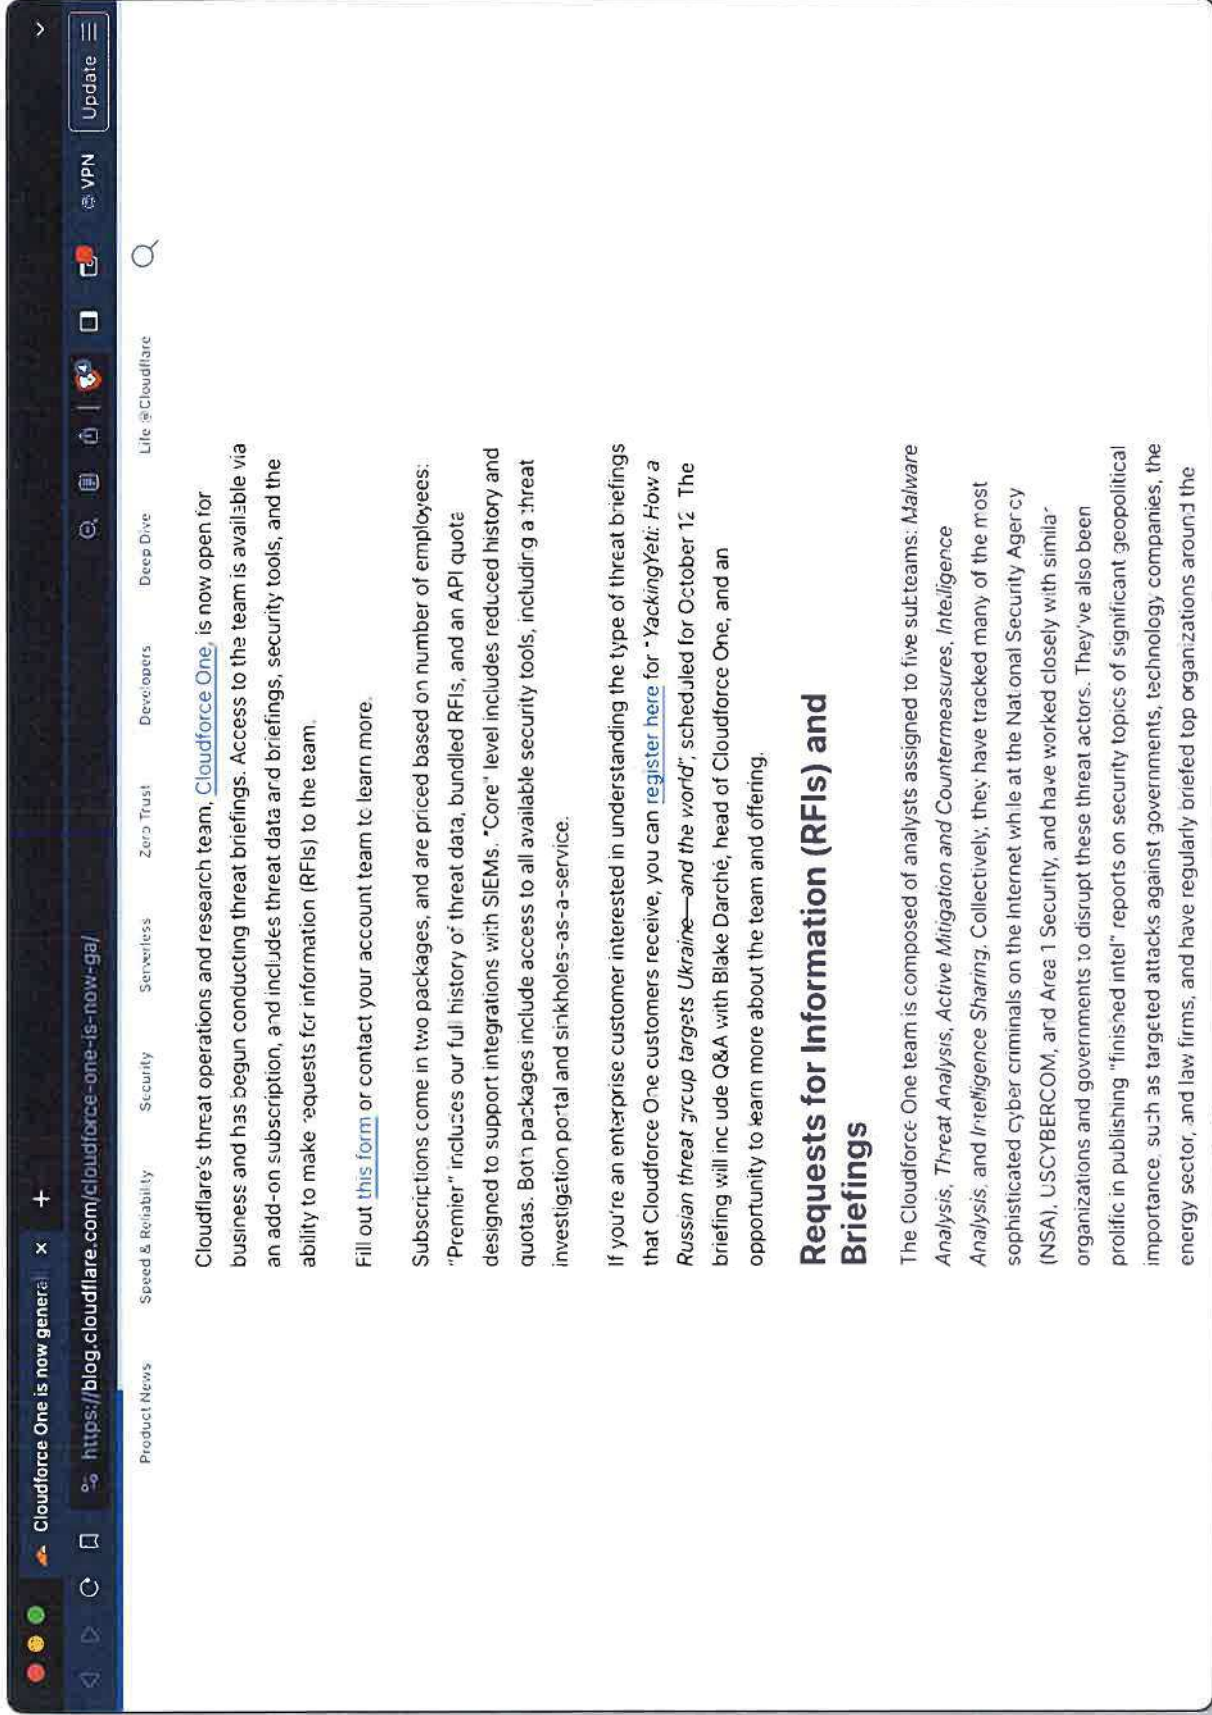 Cloudforce One is now general × +
https://blog.cloudflare.com/cloudforce-one-is-now-ga/ 4 VPN Update
Product News Speed & Reliability Security Serverless Zero Trust Developers Deep Dive Life @Cloudflare
Cloudflare's threat operations and research team, Cloudforce One, is now open for
business and has begun conducting threat briefings. Access to the team is available via
an add-on subscription, and includes threat data and briefings, security tools, and the
ability to make requests for information (RFIs) to the team.
Fill out this form or contact your account team to learn more.
Subscriptions come in two packages, and are priced based on number of employees:
"Premier" includes our full history of threat data, bundled RFIs, and an API quota
designed to support integrations with SIEMs. "Core" level includes reduced history and
quotas. Both packages include access to all available security tools, including a threat
investigation portal and sinkholes-as-a-service.
If you're an enterprise customer interested in understanding the type of threat briefings
that Cloudforce One customers receive, you can register here for "YackingYeti: How a
Russian threat group targets Ukraine—and the world", scheduled for October 12. The
briefing will include Q&A with Blake Darché, head of Cloudforce One, and an
opportunity to learn more about the team and offering.
Requests for Information (RFIs) and
Briefings
The Cloudforce One team is composed of analysts assigned to five subteams: Malware
Analysis, Threat Analysis, Active Mitigation and Countermeasures, Intelligence
Analysis, and Intelligence Sharing. Collectively, they have tracked many of the most
sophisticated cyber criminals on the Internet while at the National Security Agency
(NSA), USCYBERCOM, and Area 1 Security, and have worked closely with similar
organizations and governments to disrupt these threat actors. They've also been
prolific in publishing "finished intel" reports on security topics of significant geopolitical
importance, such as targeted attacks against governments, technology companies, the
energy sector, and law firms, and have regularly briefed top organizations around the